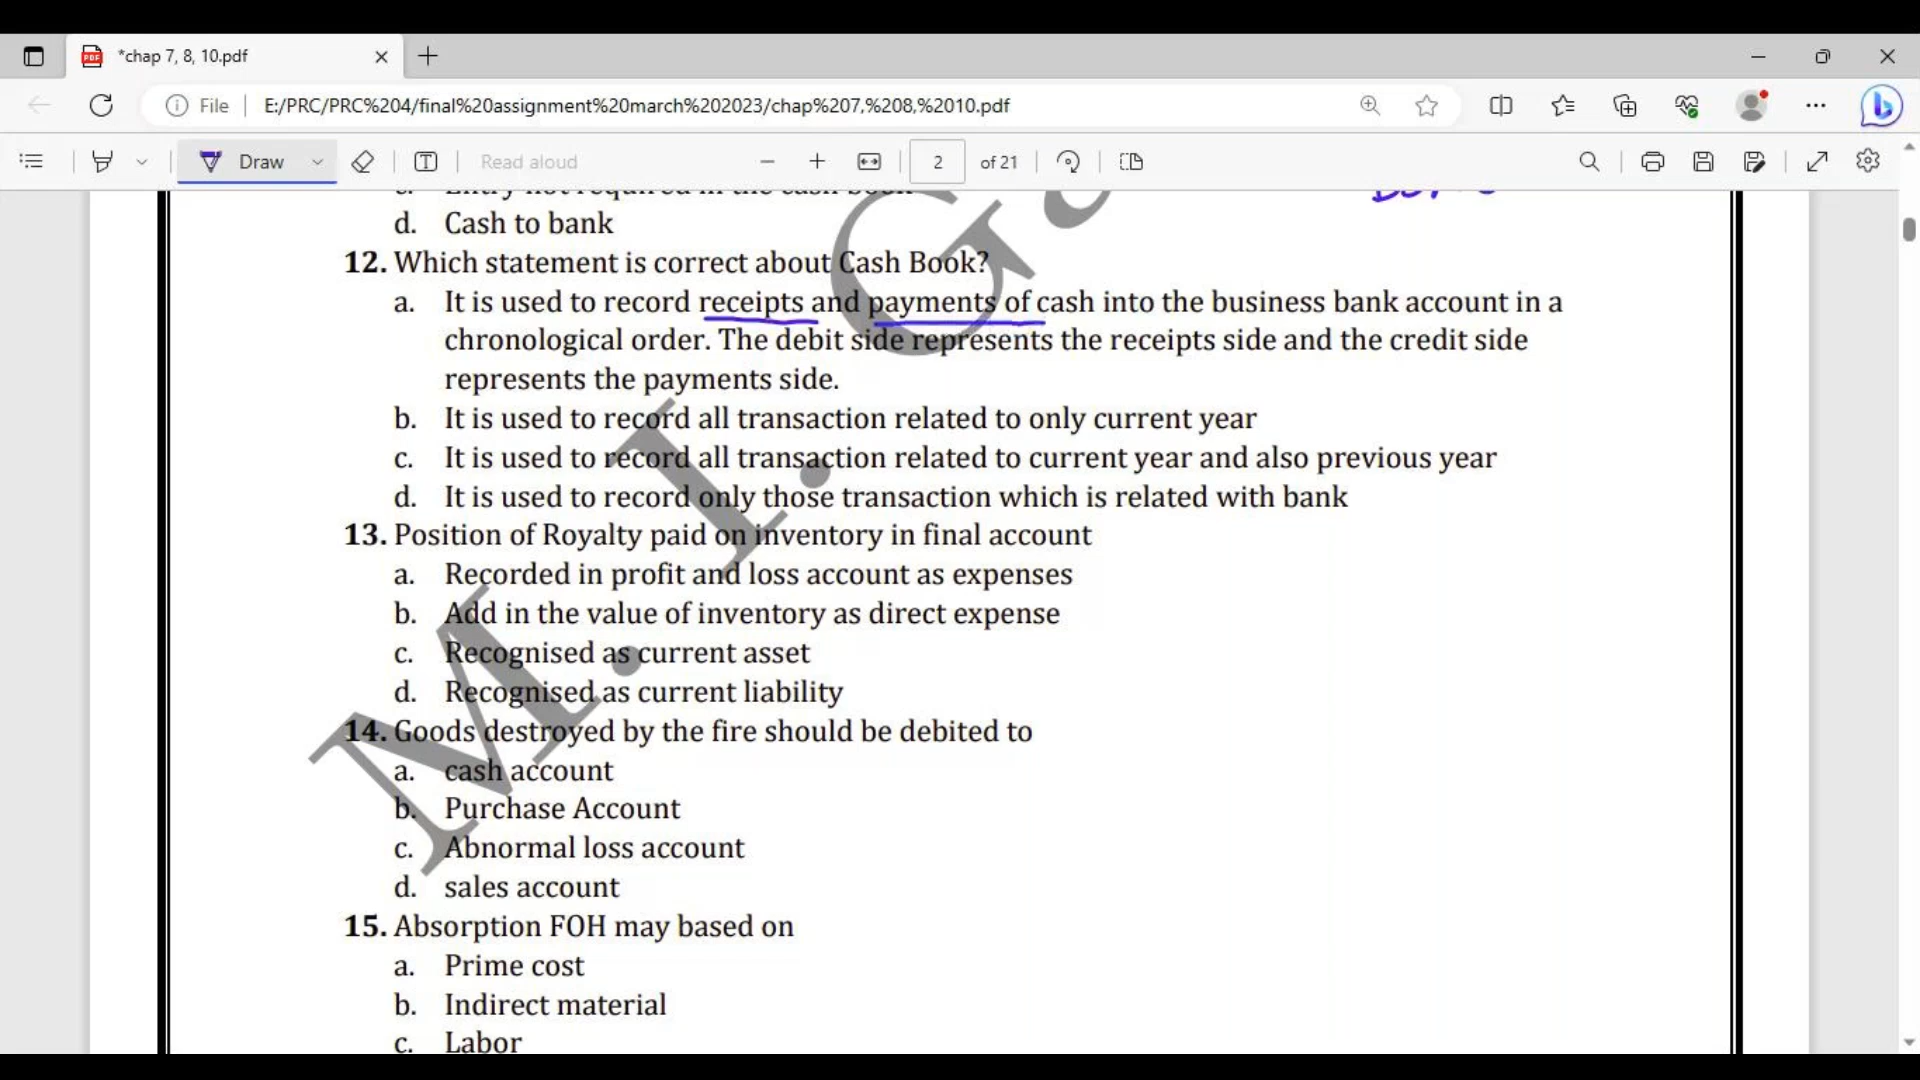 *chap 7, 8, 10.pdf
File E:/PRC/PRC%204/final%20assignment%20march%202023/chap%207,%208,%2010.pdf
Draw Read aloud 2 of 21
Entry not required in the cash book
d. Cash to bank
12. Which statement is correct about Cash Book?
a. It is used to record receipts and payments of cash into the business bank account in a
chronological order. The debit side represents the receipts side and the credit side
represents the payments side.
b. It is used to record all transaction related to only current year
c. It is used to record all transaction related to current year and also previous year
d. It is used to record only those transaction which is related with bank
13. Position of Royalty paid on inventory in final account
a. Recorded in profit and loss account as expenses
b. Add in the value of inventory as direct expense
c. Recognised as current asset
d. Recognised as current liability
14. Goods destroyed by the fire should be debited to
a. cash account
b. Purchase Account
c. Abnormal loss account
d. sales account
15. Absorption FOH may based on
a. Prime cost
b. Indirect material
c. Labor
M. I. G